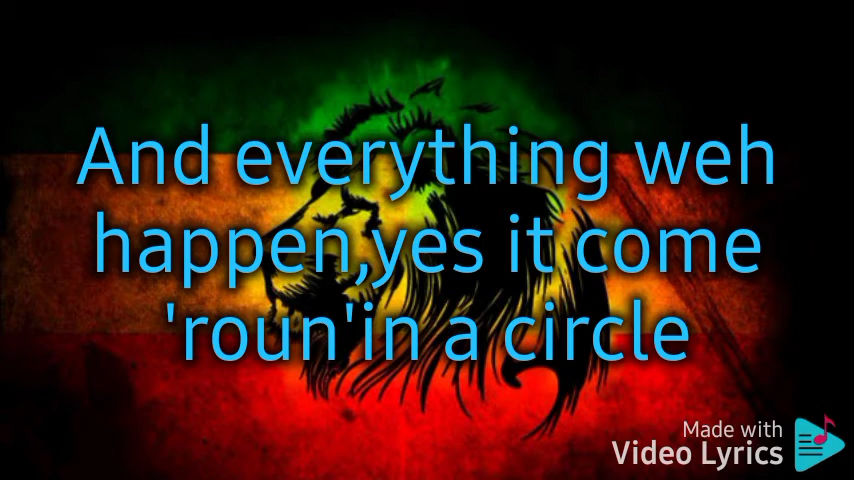 And everything weh
happen,yes it come
'roun'in a circle
Made with
Video Lyrics